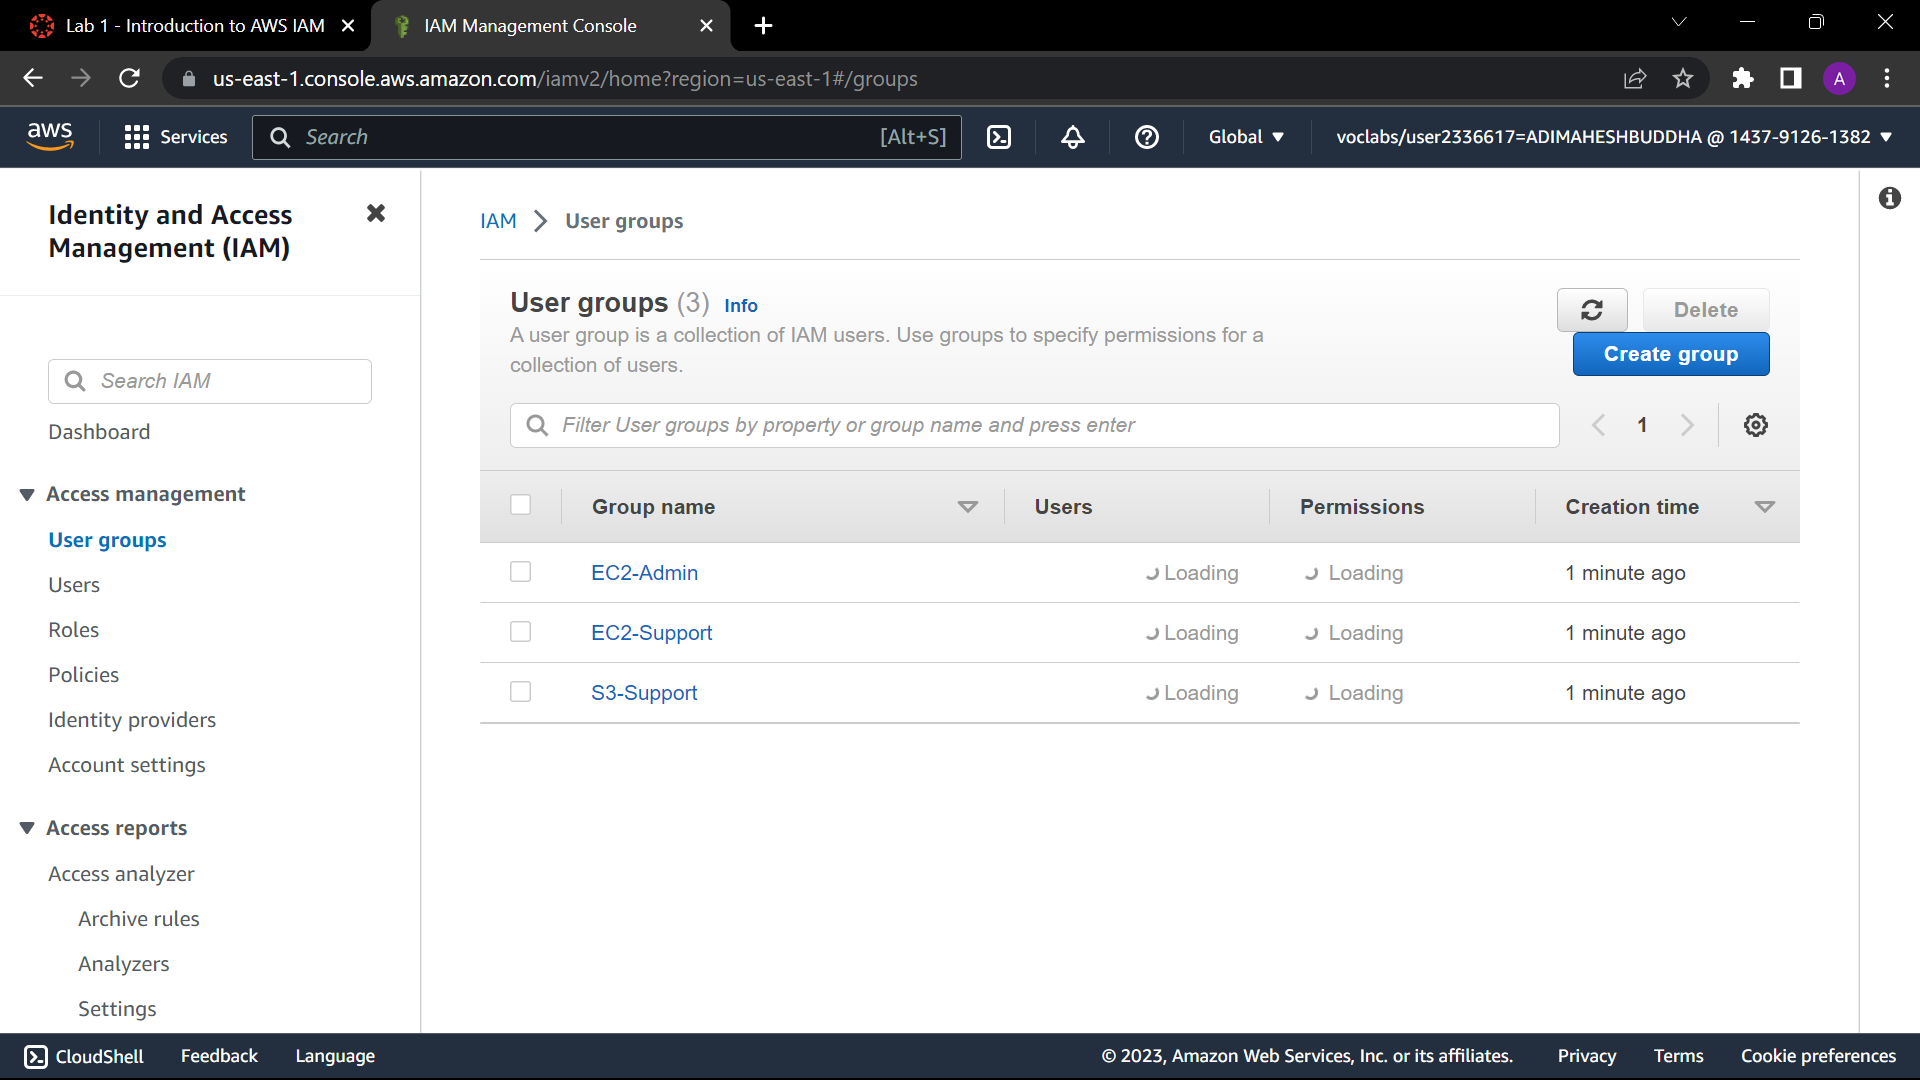 Lab 1 - Introduction to AWS IAM
IAM Management Console
us-east-1.console.aws.amazon.com/iamv2/home?region=us-east-1#/groups
A
aws
Services
Search
[Alt+S]
Global
voclabs/user2336617=ADIMAHESHBUDDHA @ 1437-9126-1382
Identity and Access
Management (IAM)
Search IAM
Dashboard
Access management
User groups
Users
Roles
Policies
Identity providers
Account settings
Access reports
Access analyzer
Archive rules
Analyzers
Settings
IAM > User groups
User groups (3) Info
A user group is a collection of IAM users. Use groups to specify permissions for a
collection of users.
Delete
Create group
Filter User groups by property or group name and press enter
1
Group name Users Permissions Creation time
EC2-Admin Loading Loading 1 minute ago
EC2-Support Loading Loading 1 minute ago
S3-Support Loading Loading 1 minute ago
CloudShell Feedback Language © 2023, Amazon Web Services, Inc. or its affiliates. Privacy Terms Cookie preferences